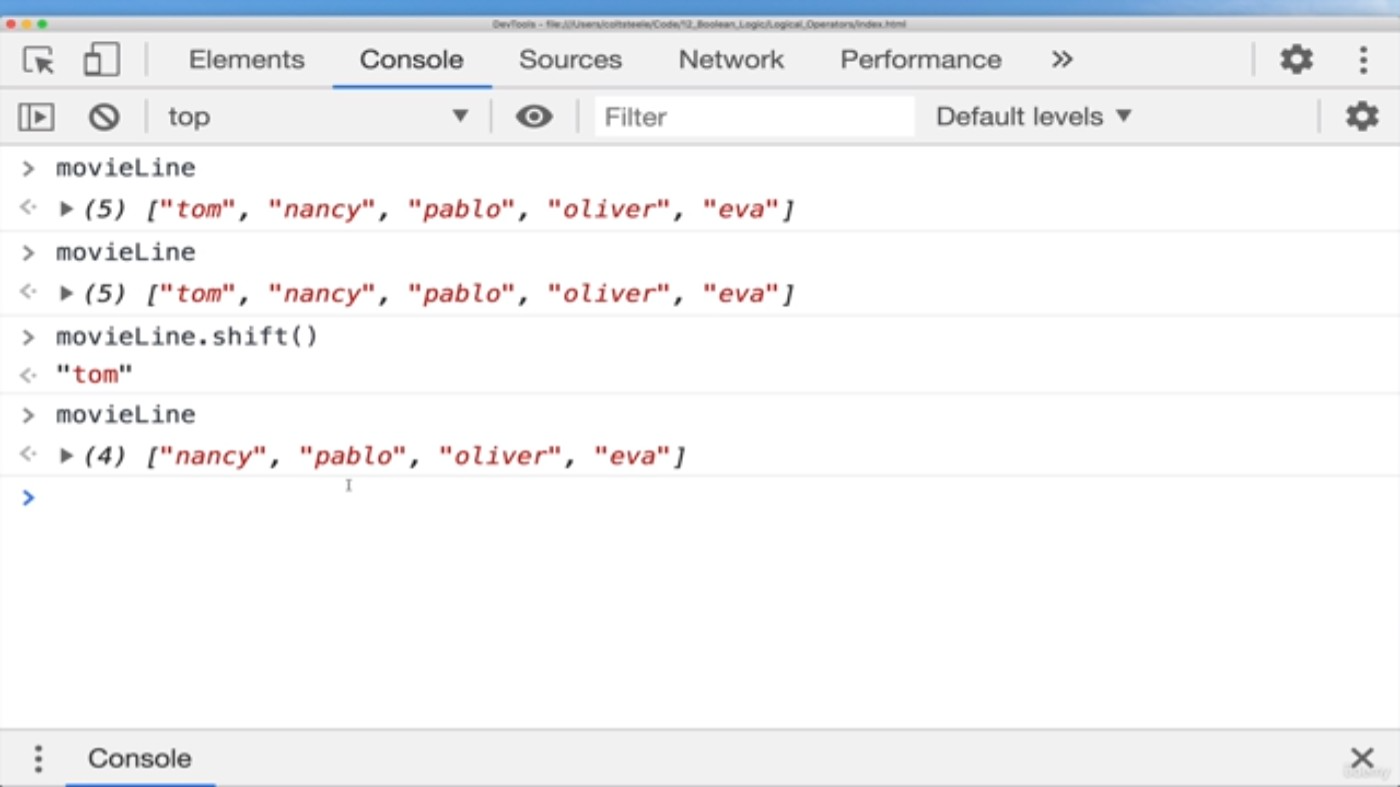 DevTools - file:///Users/coltsteele/Code/12_Boolean_Logic/Logical_Operators/index.html
Elements Console Sources Network Performance »
top ▼ Filter Default levels ▼
> movieLine
<· ▶(5) ["tom", "nancy", "pablo", "oliver", "eva"]
> movieLine
<· ▶(5) ["tom", "nancy", "pablo", "oliver", "eva"]
> movieLine.shift()
<· "tom"
> movieLine
<· ▶(4) ["nancy", "pablo", "oliver", "eva"]
>
Console
udemy